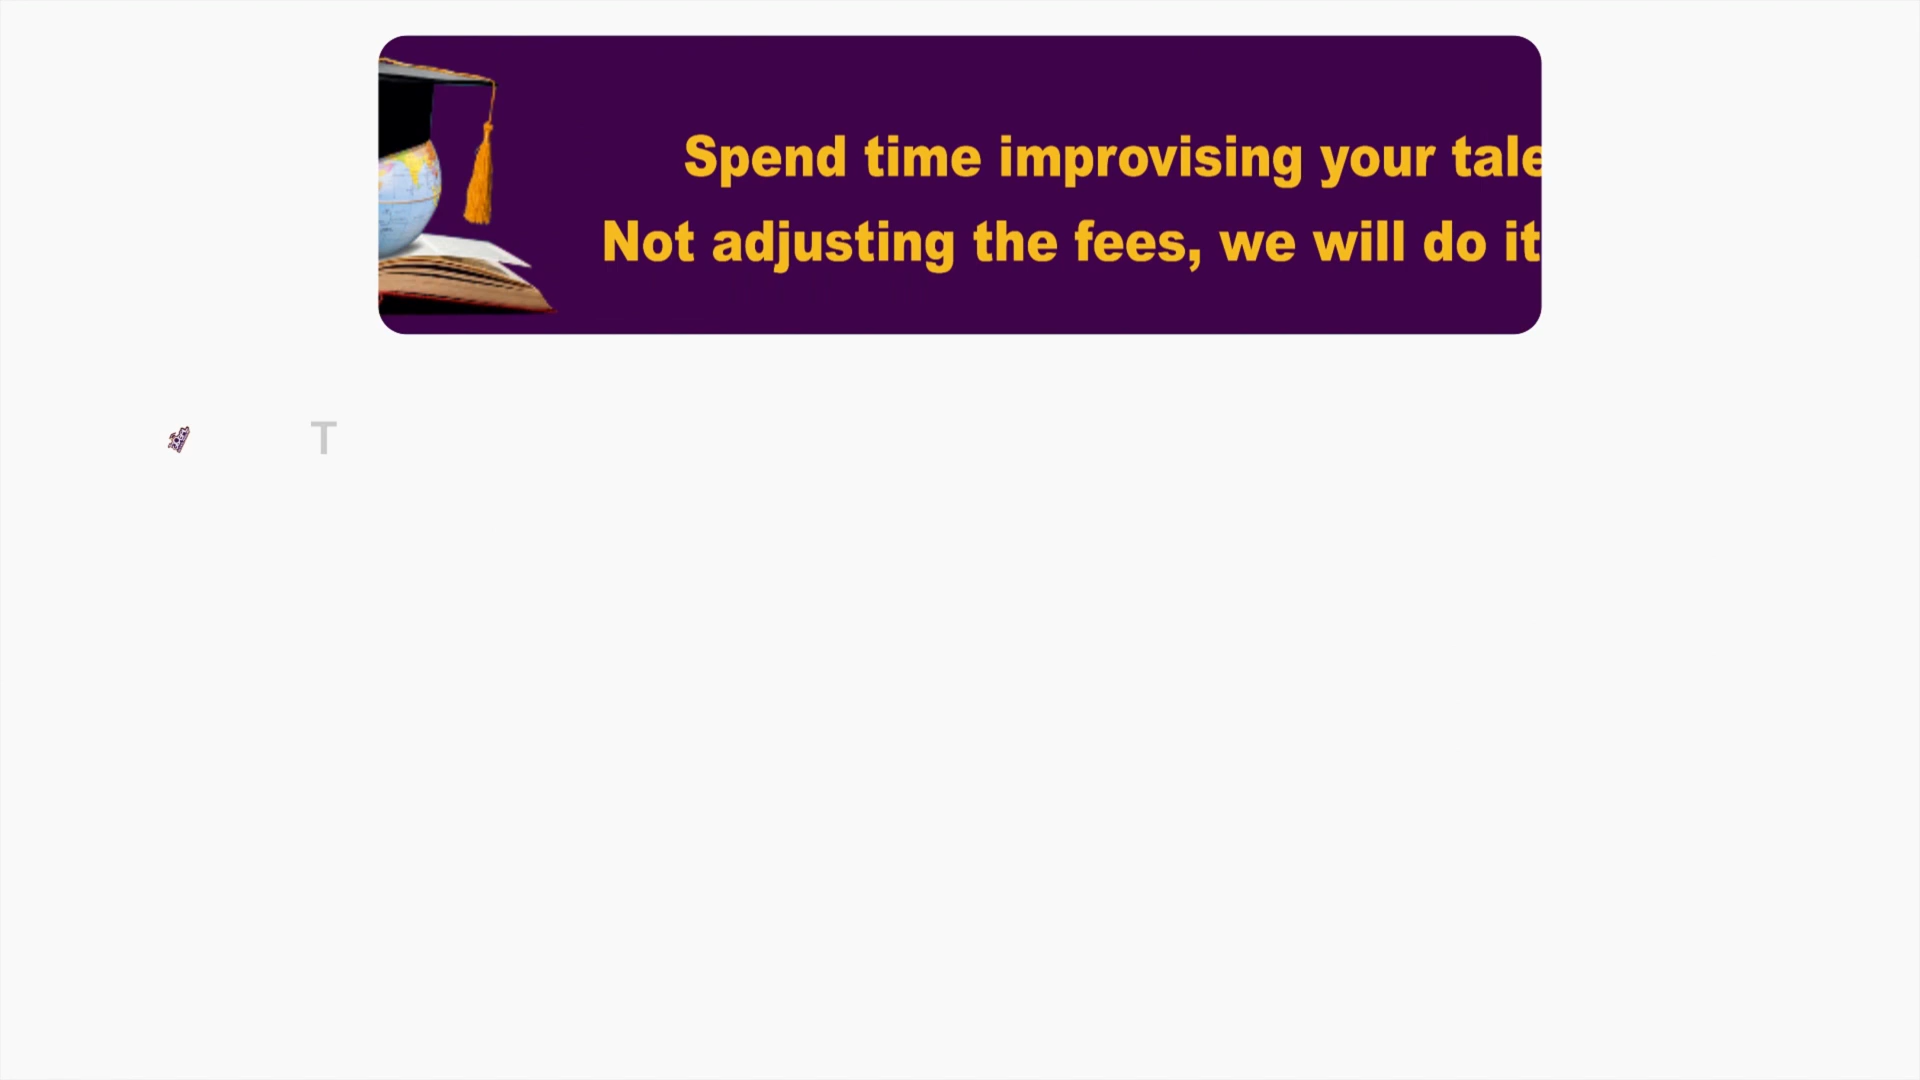 Spend time improvising your tale
Not adjusting the fees, we will do it
T